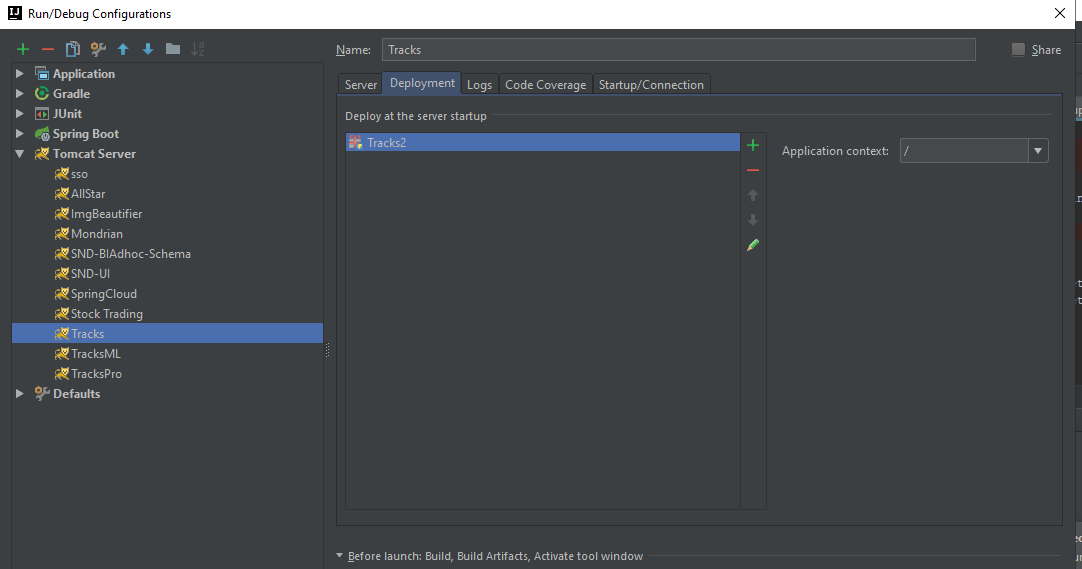 Run/Debug Configurations
Name: Tracks Share
Application
Gradle
JUnit
Spring Boot
Tomcat Server
sso
AllStar
ImgBeautifier
Mondrian
SND-BIAdhoc-Schema
SND-UI
SpringCloud
Stock Trading
Tracks
TracksML
TracksPro
Defaults
Server Deployment Logs Code Coverage Startup/Connection
Deploy at the server startup
Tracks2
Application context: /
Before launch: Build, Build Artifacts, Activate tool window